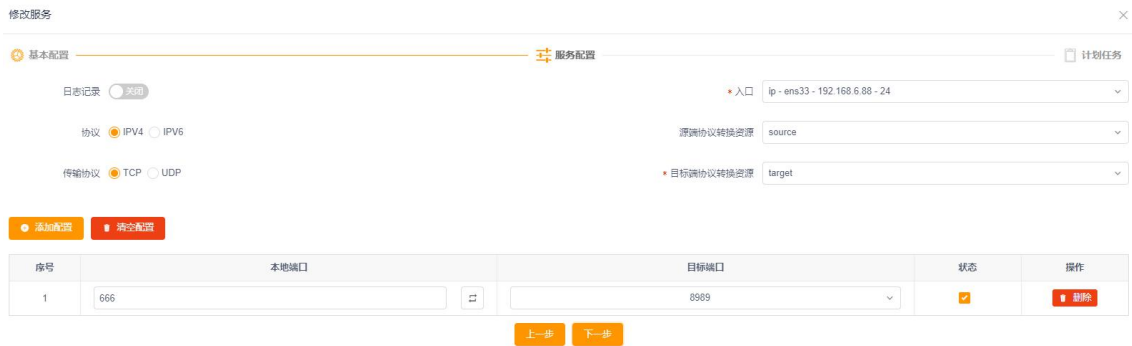 修改服务
基本配置 服务配置 计划任务
日志记录 关闭 * 入口 ip - ens33 - 192.168.6.88 - 24
协议 IPV4 IPV6 源端协议转换资源 source
传输协议 TCP UDP * 目标端协议转换资源 target
添加配置 清空配置
序号 本地端口 目标端口 状态 操作
1 666 8989 删除
上一步 下一步